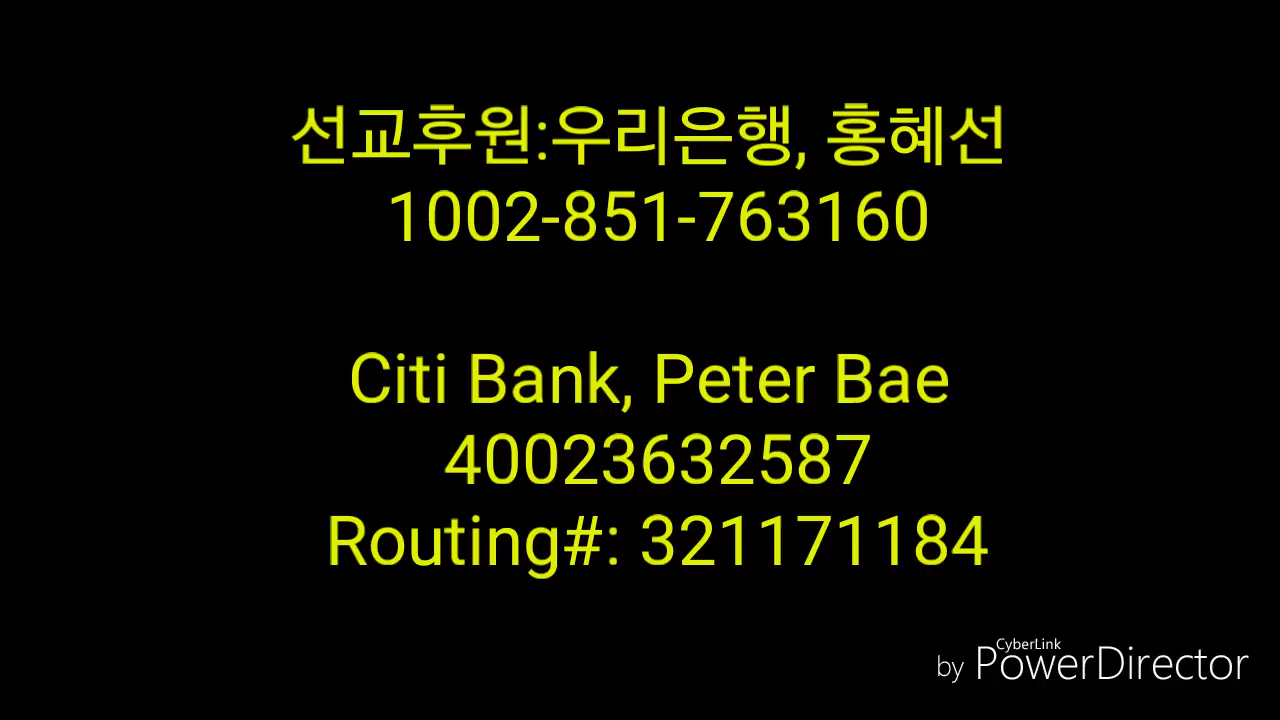 선교후원:우리은행, 홍혜선
1002-851-763160
Citi Bank, Peter Bae
40023632587
Routing#: 321171184
CyberLink
by PowerDirector